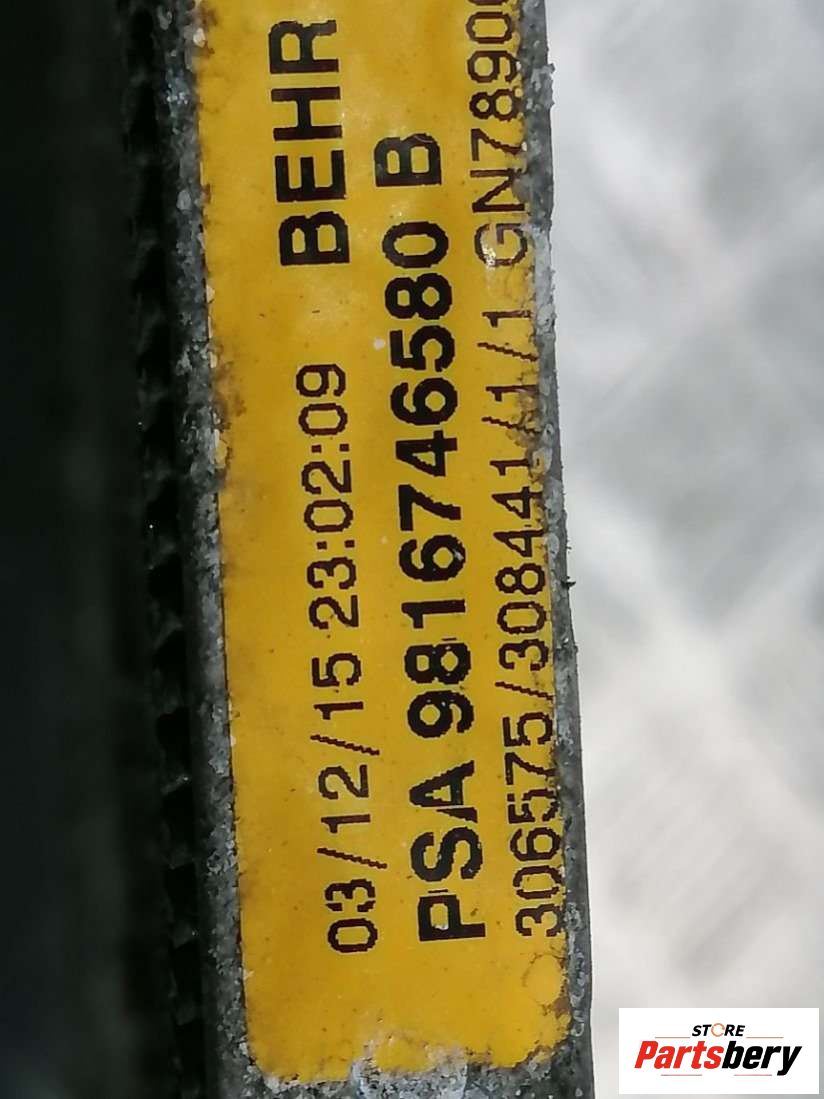 03/12/15 23:02:09 BEHR
PSA 9816746580 B
306575/308441/1/1 GN7890
STORE
Partsbery